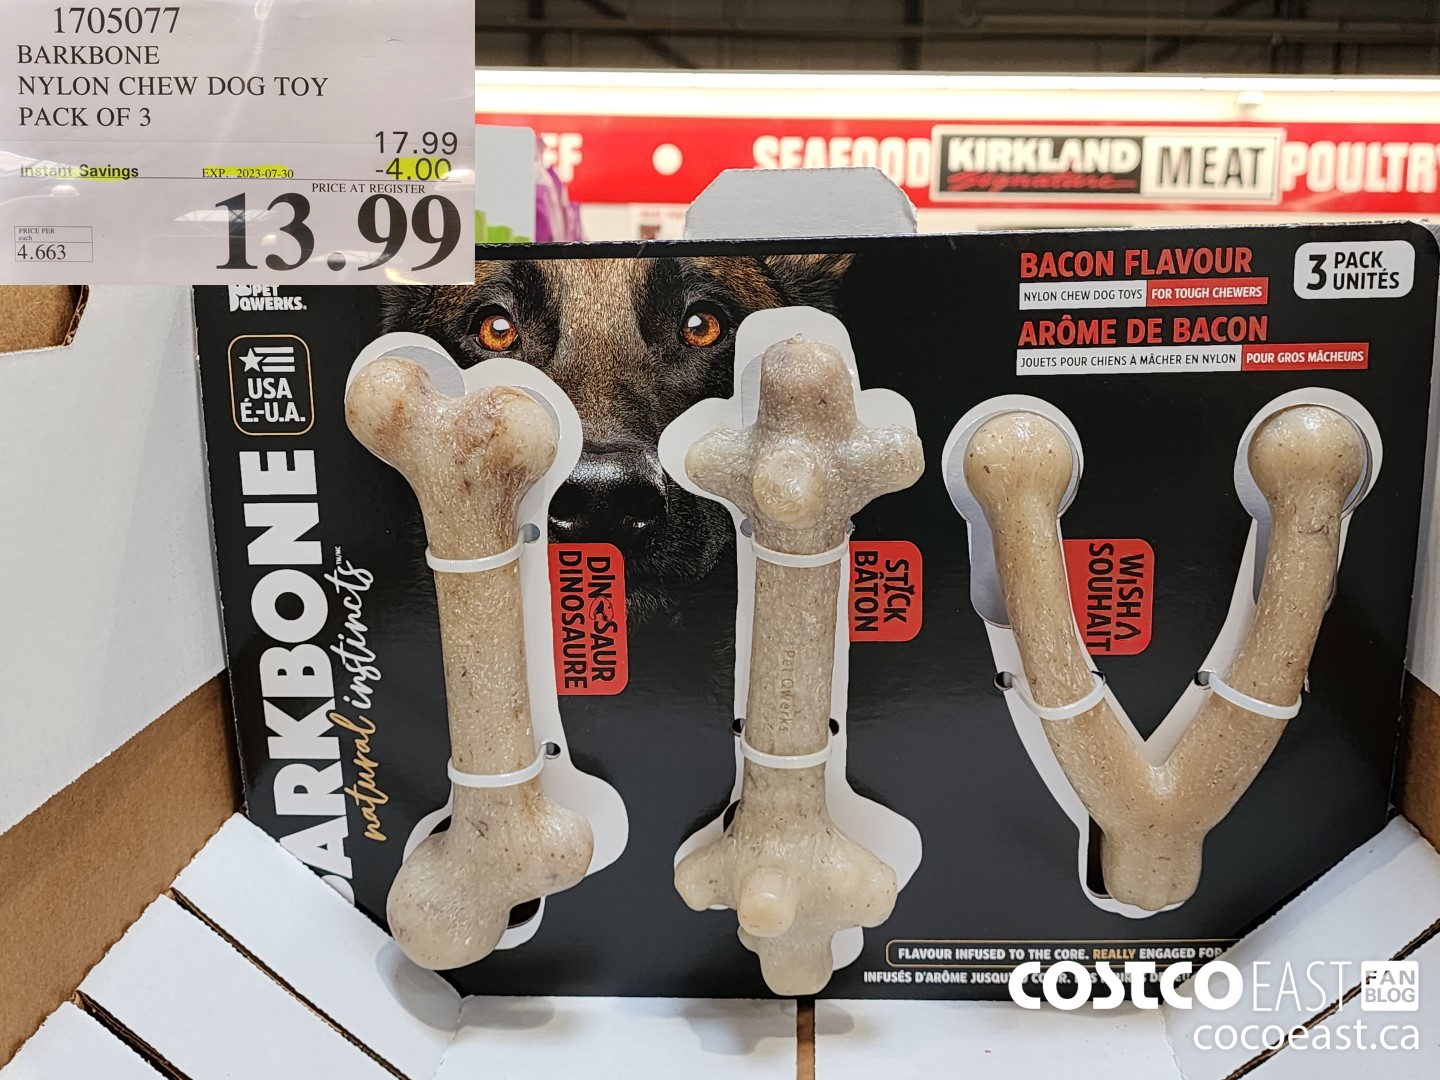 1705077
BARKBONE
NYLON CHEW DOG TOY
PACK OF 3
17.99
Instant Savings EXP. 2023-07-30 -4.00
PRICE AT REGISTER
13.99
PRICE PER
each
4.663
SEAFOOD KIRKLAND Signature MEAT POULTRY
PET
QWERKS.
USA
É.-U.A.
BARKBONE
natural instincts
BACON FLAVOUR
NYLON CHEW DOG TOYS FOR TOUGH CHEWERS
ARÔME DE BACON
JOUETS POUR CHIENS À MÂCHER EN NYLON POUR GROS MÂCHEURS
3 PACK
UNITÉS
DINOSAUR
DINOSAURE
STICK
BÂTON
WISH
SOUHAIT
PetQwerks
FLAVOUR INFUSED TO THE CORE. REALLY ENGAGED FOR
INFUSÉS D'ARÔME
COSTCO EAST FAN
BLOG
cocoeast.ca